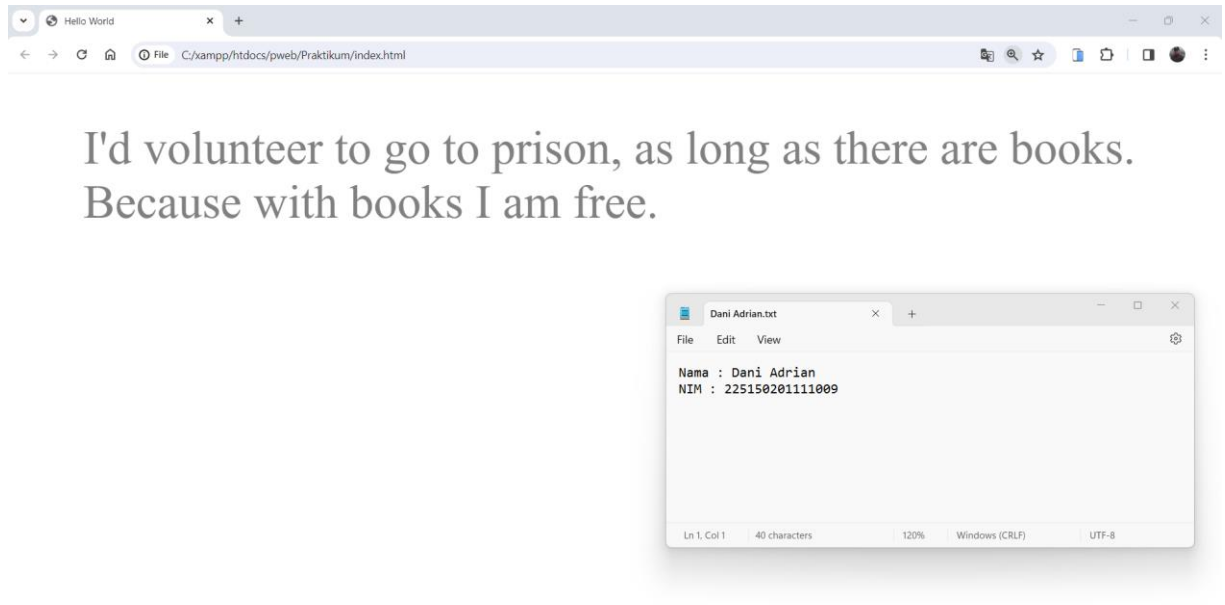 Hello World
File C:/xampp/htdocs/pweb/Praktikum/index.html
I'd volunteer to go to prison, as long as there are books.
Because with books I am free.
Dani Adrian.txt
File Edit View
Nama : Dani Adrian
NIM : 225150201111009
Ln 1, Col 1 40 characters 120% Windows (CRLF) UTF-8